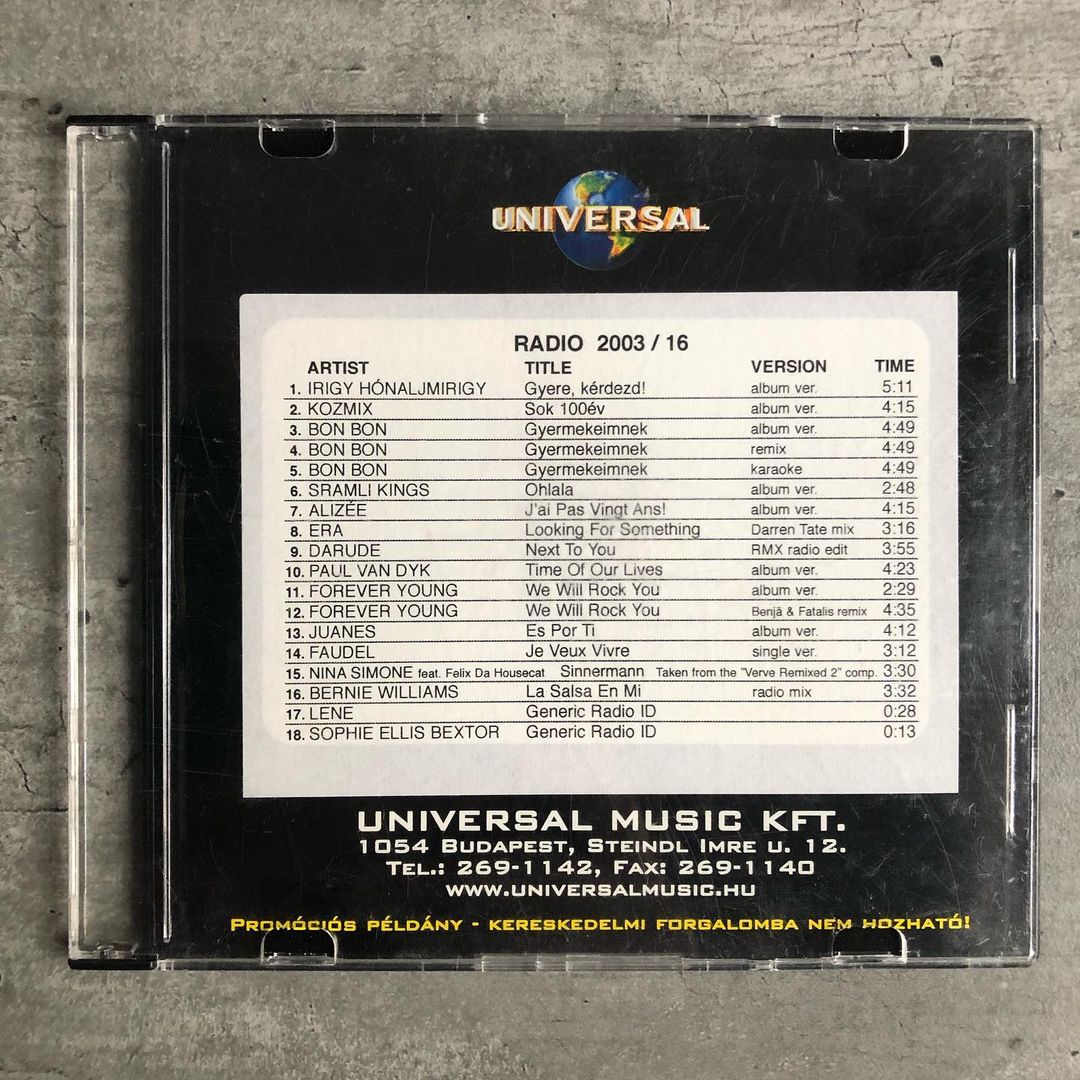 UNIVERSAL
RADIO 2003 / 16
ARTIST TITLE VERSION TIME
1. IRIGY HÓNALJMIRIGY Gyere, kérdezd! album ver. 5:11
2. KOZMIX Sok 100év album ver. 4:15
3. BON BON Gyermekeimnek album ver. 4:49
4. BON BON Gyermekeimnek remix 4:49
5. BON BON Gyermekeimnek karaoke 4:49
6. SRAMLI KINGS Ohlala album ver. 2:48
7. ALIZÉE J'ai Pas Vingt Ans! album ver. 4:15
8. ERA Looking For Something Darren Tate mix 3:16
9. DARUDE Next To You RMX radio edit 3:55
10. PAUL VAN DYK Time Of Our Lives album ver. 4:23
11. FOREVER YOUNG We Will Rock You album ver. 2:29
12. FOREVER YOUNG We Will Rock You Benjä & Fatalis remix 4:35
13. JUANES Es Por Ti album ver. 4:12
14. FAUDEL Je Veux Vivre single ver. 3:12
15. NINA SIMONE feat. Felix Da Housecat Sinnermann Taken from the "Verve Remixed 2" comp. 3:30
16. BERNIE WILLIAMS La Salsa En Mi radio mix 3:32
17. LENE Generic Radio ID 0:28
18. SOPHIE ELLIS BEXTOR Generic Radio ID 0:13
UNIVERSAL MUSIC KFT.
1054 BUDAPEST, STEINDL IMRE U. 12.
TEL.: 269-1142, FAX: 269-1140
WWW.UNIVERSALMUSIC.HU
PROMÓCIÓS PÉLDÁNY - KERESKEDELMI FORGALOMBA NEM HOZHATÓ!